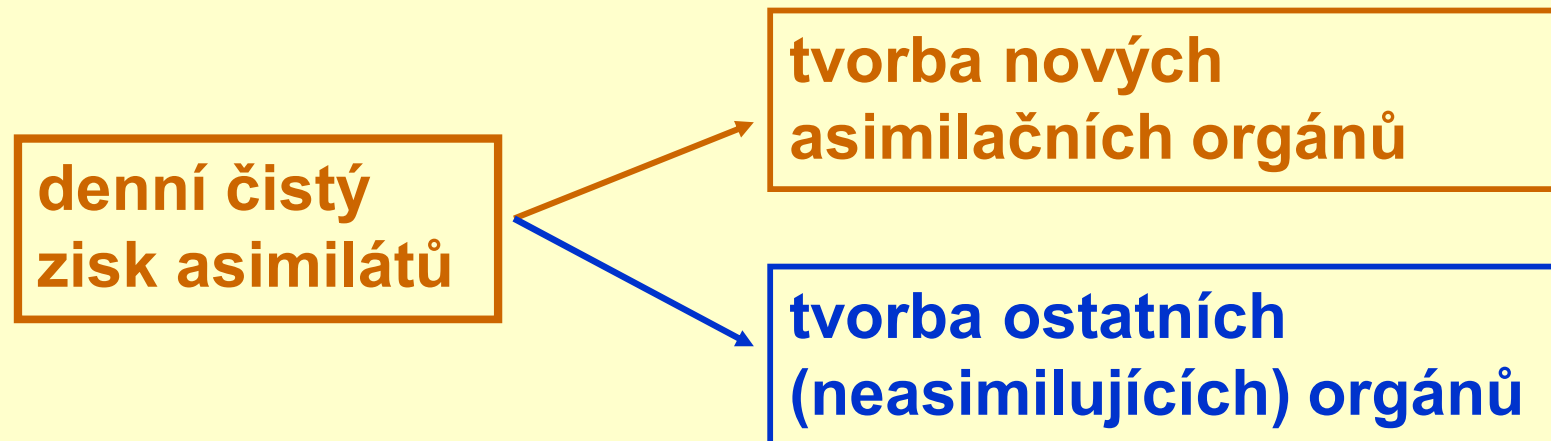 tvorba nových
asimilačních orgánů
denní čistý
zisk asimilátů
tvorba ostatních
(neasimilujících) orgánů